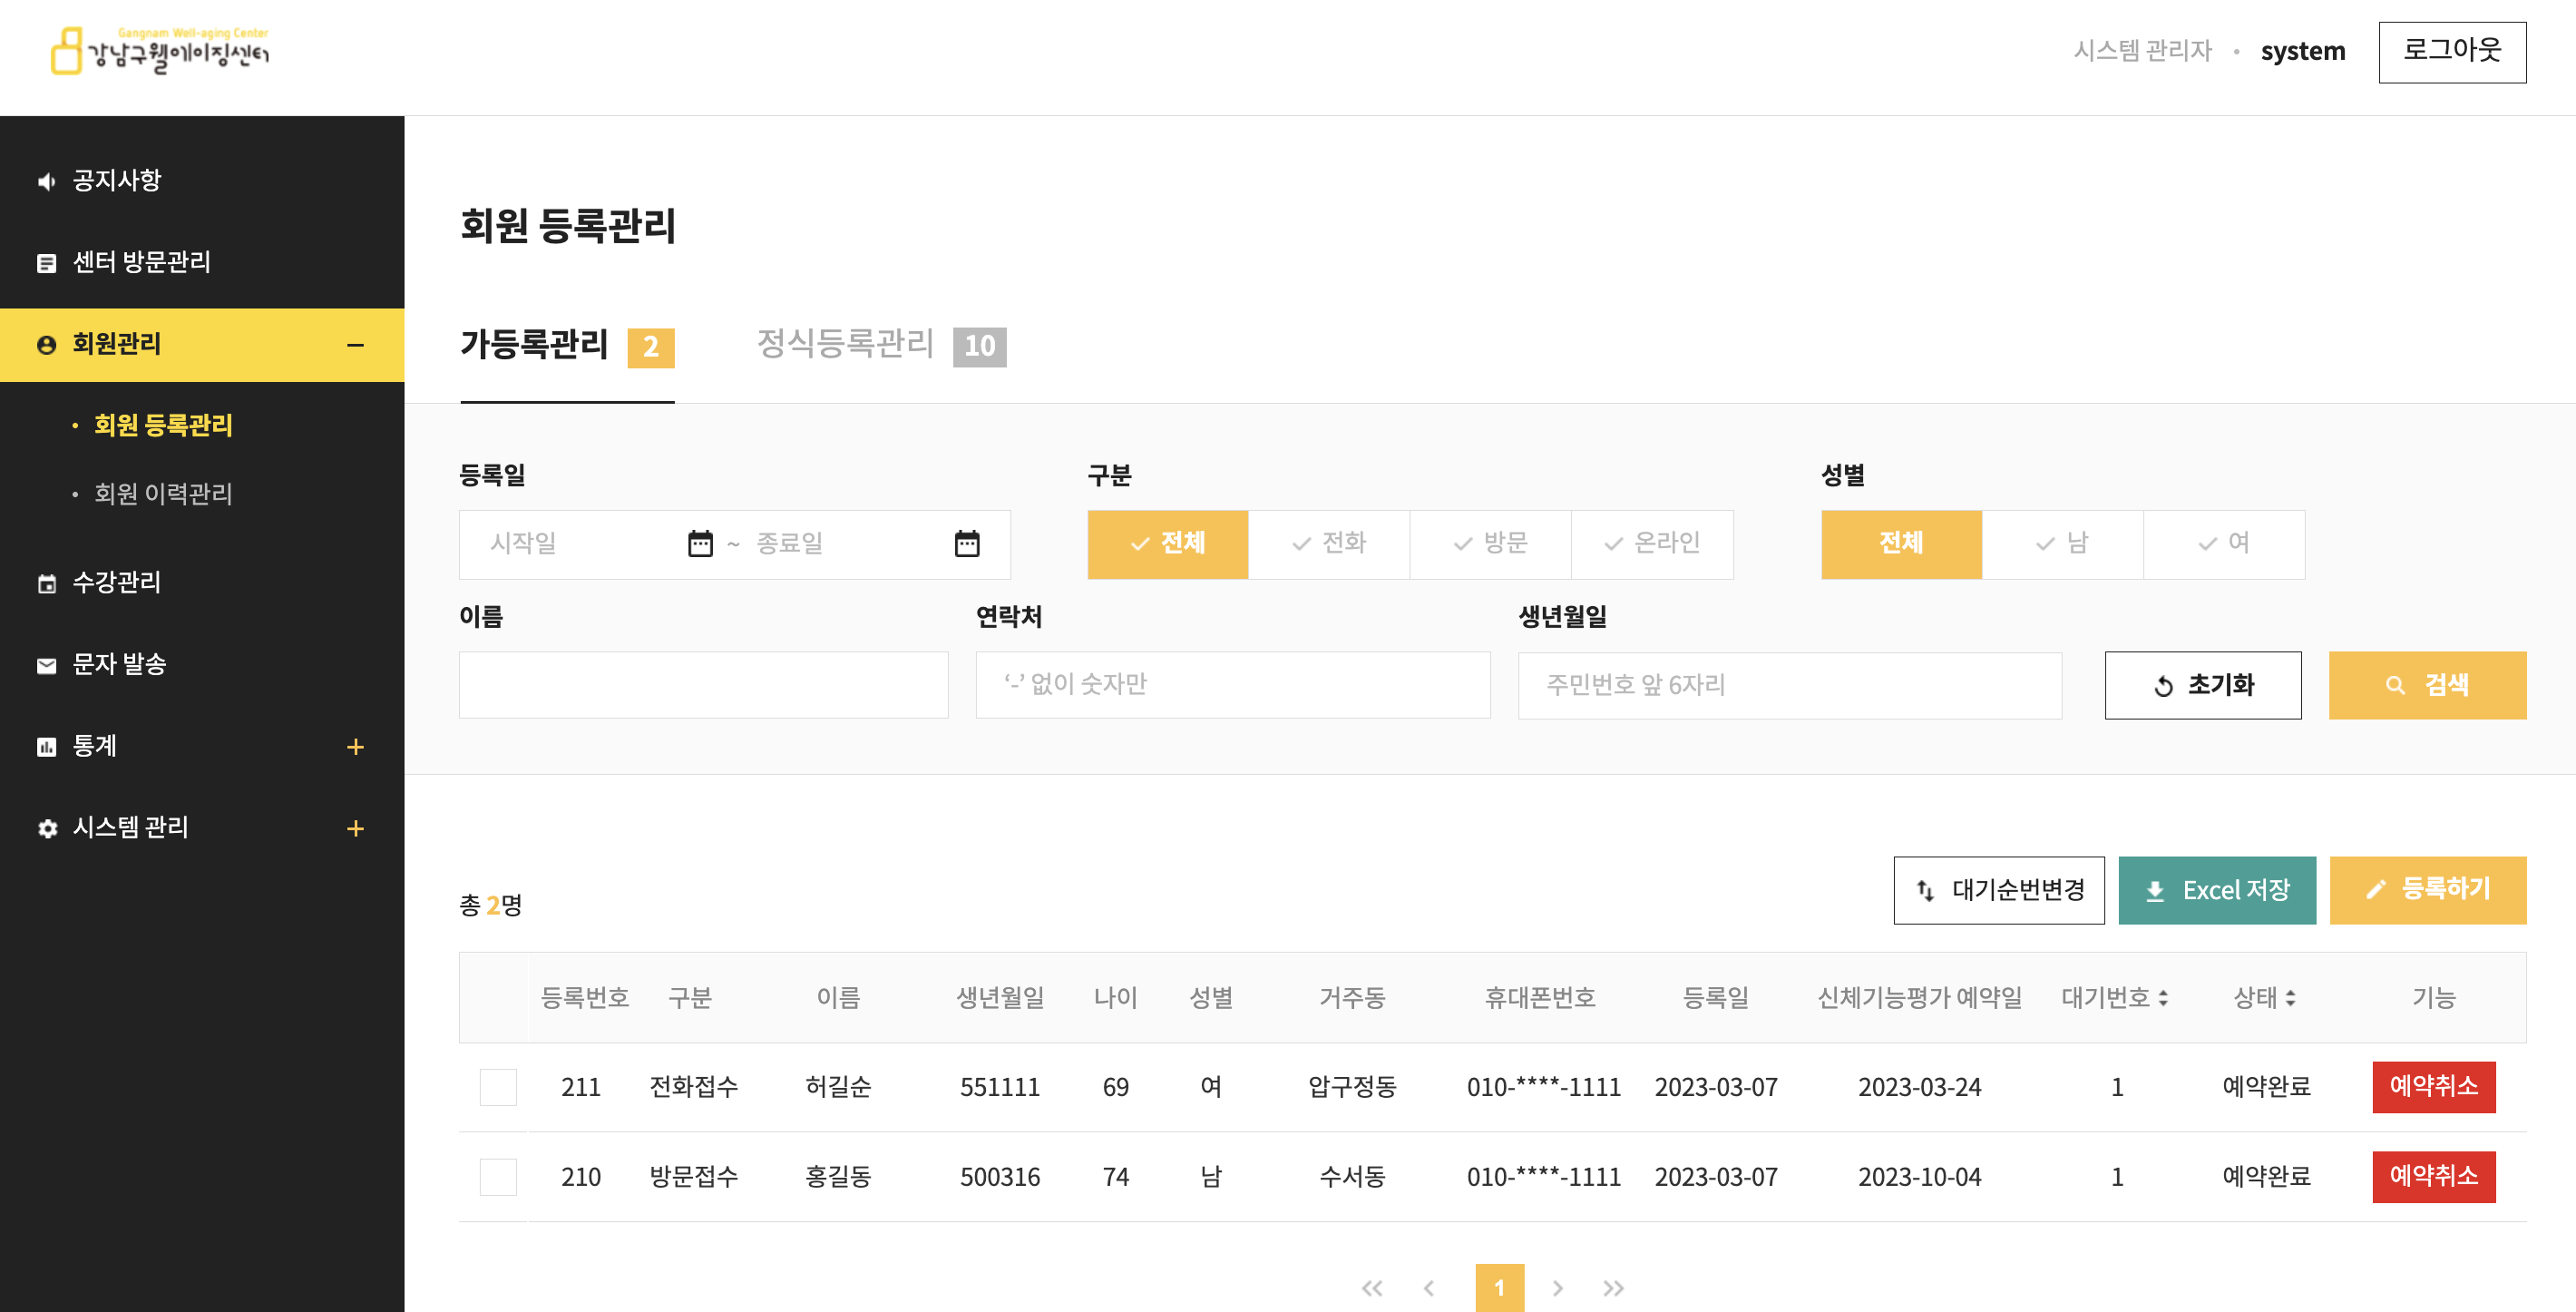 Gangnam Well-aging Center
강남구웰에이징센터
시스템 관리자 • system
로그아웃
공지사항
센터 방문관리
회원관리
• 회원 등록관리
• 회원 이력관리
수강관리
문자 발송
통계
시스템 관리
회원 등록관리
가등록관리 2 정식등록관리 10
등록일 구분 성별
시작일 ~ 종료일 전체 전화 방문 온라인 전체 남 여
이름 연락처 생년월일
‘-’ 없이 숫자만 주민번호 앞 6자리 초기화 검색
총 2명 대기순번변경 Excel 저장 등록하기
등록번호 구분 이름 생년월일 나이 성별 거주동 휴대폰번호 등록일 신체기능평가 예약일 대기번호 상태 기능
211 전화접수 허길순 551111 69 여 압구정동 010-****-1111 2023-03-07 2023-03-24 1 예약완료 예약취소
210 방문접수 홍길동 500316 74 남 수서동 010-****-1111 2023-03-07 2023-10-04 1 예약완료 예약취소
1